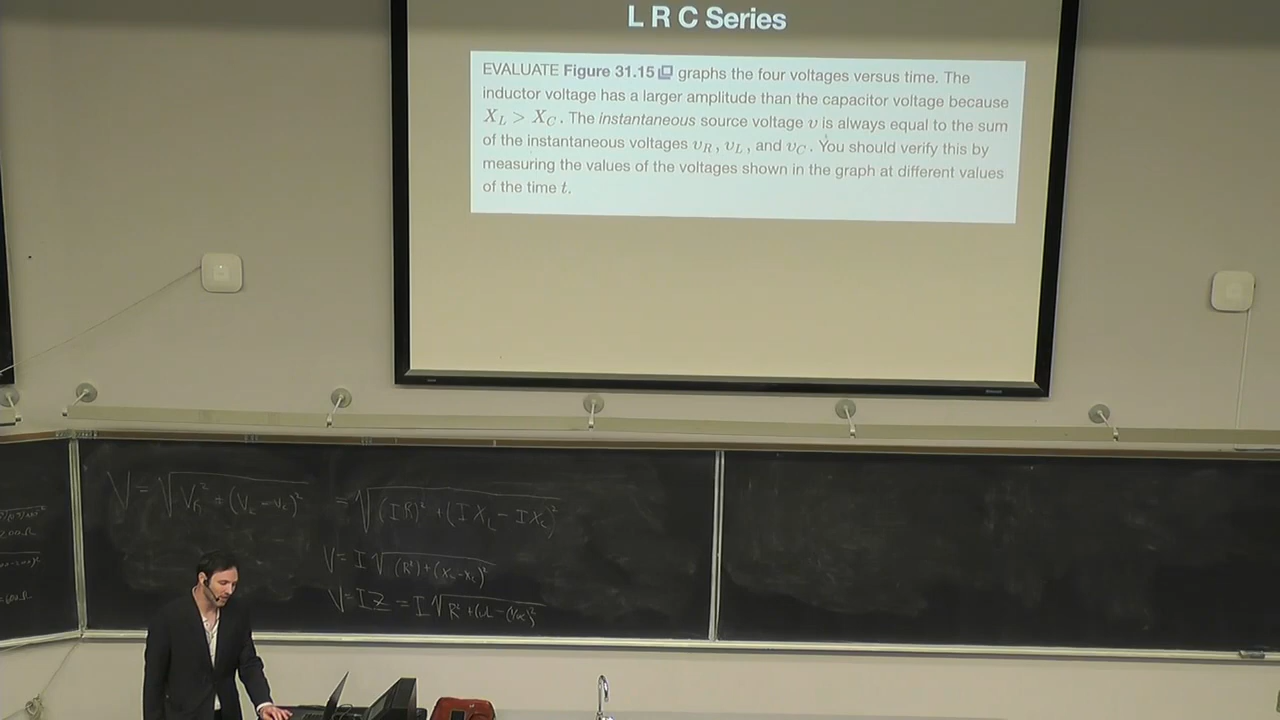 L R C Series
EVALUATE Figure 31.15 graphs the four voltages versus time. The
inductor voltage has a larger amplitude than the capacitor voltage because
X_L > X_C. The instantaneous source voltage υ is always equal to the sum
of the instantaneous voltages υ_R, υ_L, and υ_C. You should verify this by
measuring the values of the voltages shown in the graph at different values
of the time t.
V = √V_R² + (V_L - V_C)² = √(IR)² + (IX_L - IX_C)²
V = I √(R²) + (X_L - X_C)²
V = IZ = I √R² + (ωL - (1/ωC)²